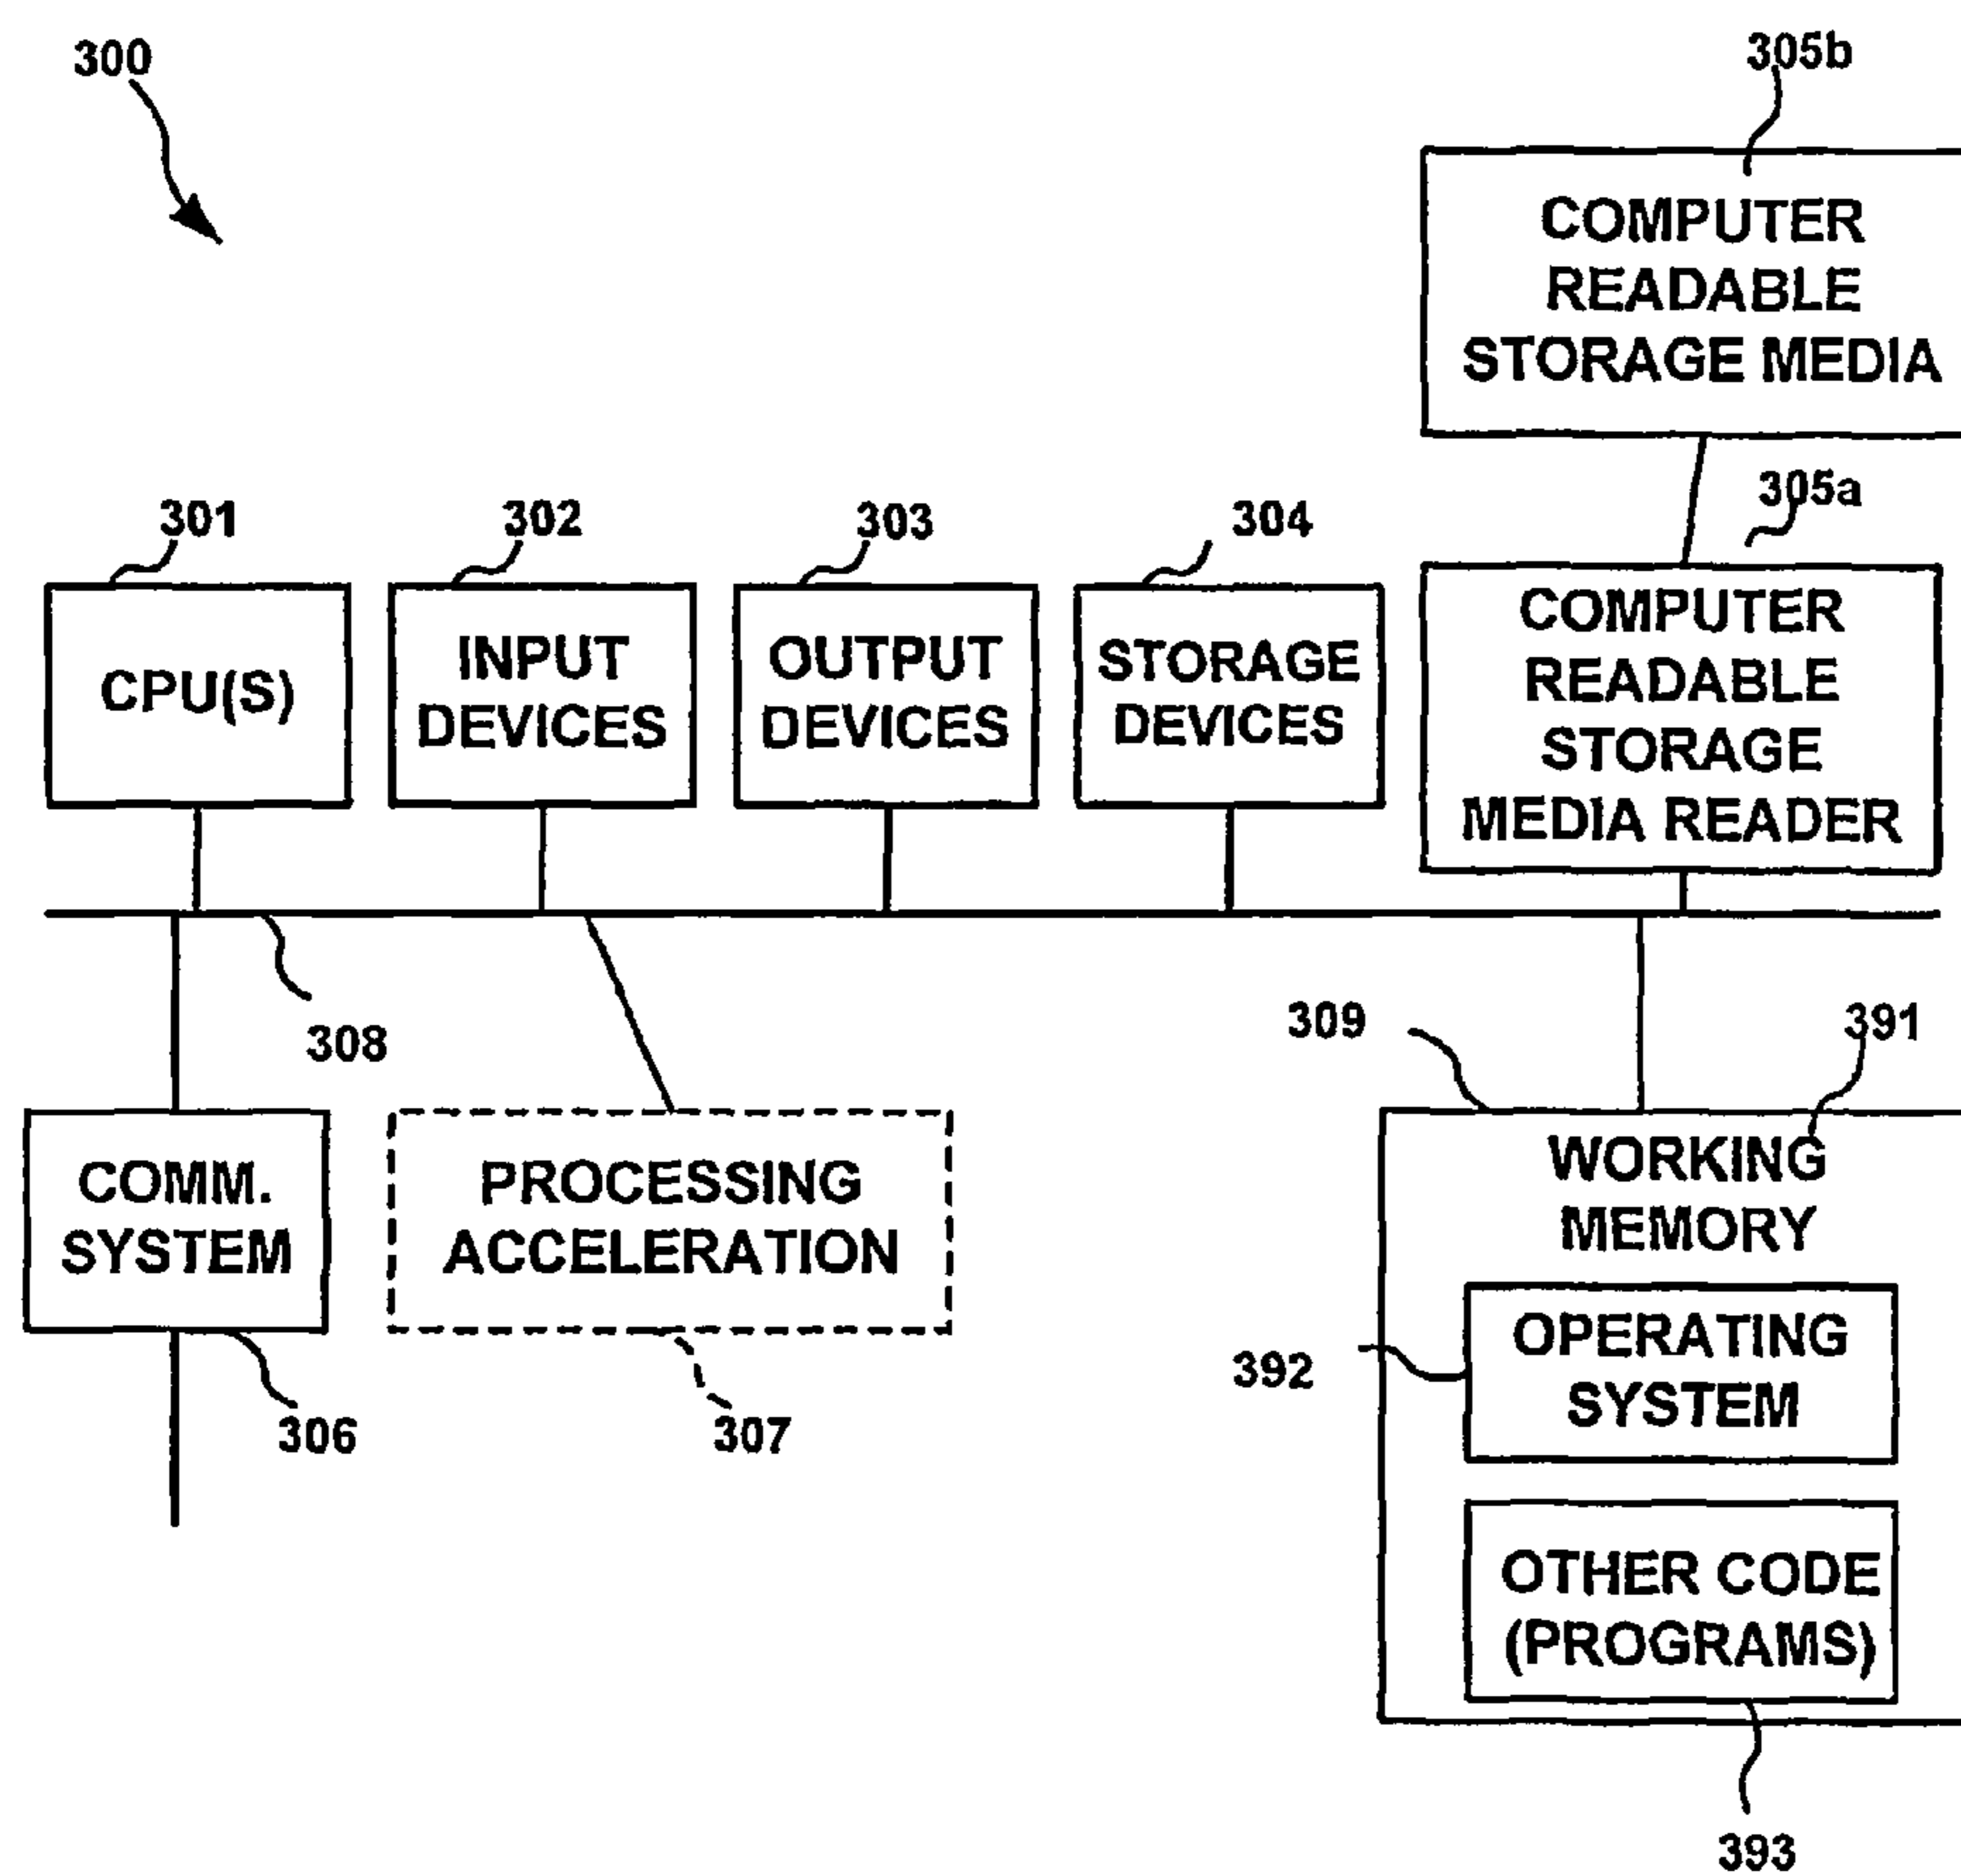 300
305b
COMPUTER
READABLE
STORAGE MEDIA
305a
301
302
303
304
CPU(S)
INPUT
DEVICES
OUTPUT
DEVICES
STORAGE
DEVICES
COMPUTER
READABLE
STORAGE
MEDIA READER
308
309
391
COMM.
SYSTEM
PROCESSING
ACCELERATION
WORKING
MEMORY
306
307
392
OPERATING
SYSTEM
OTHER CODE
(PROGRAMS)
393